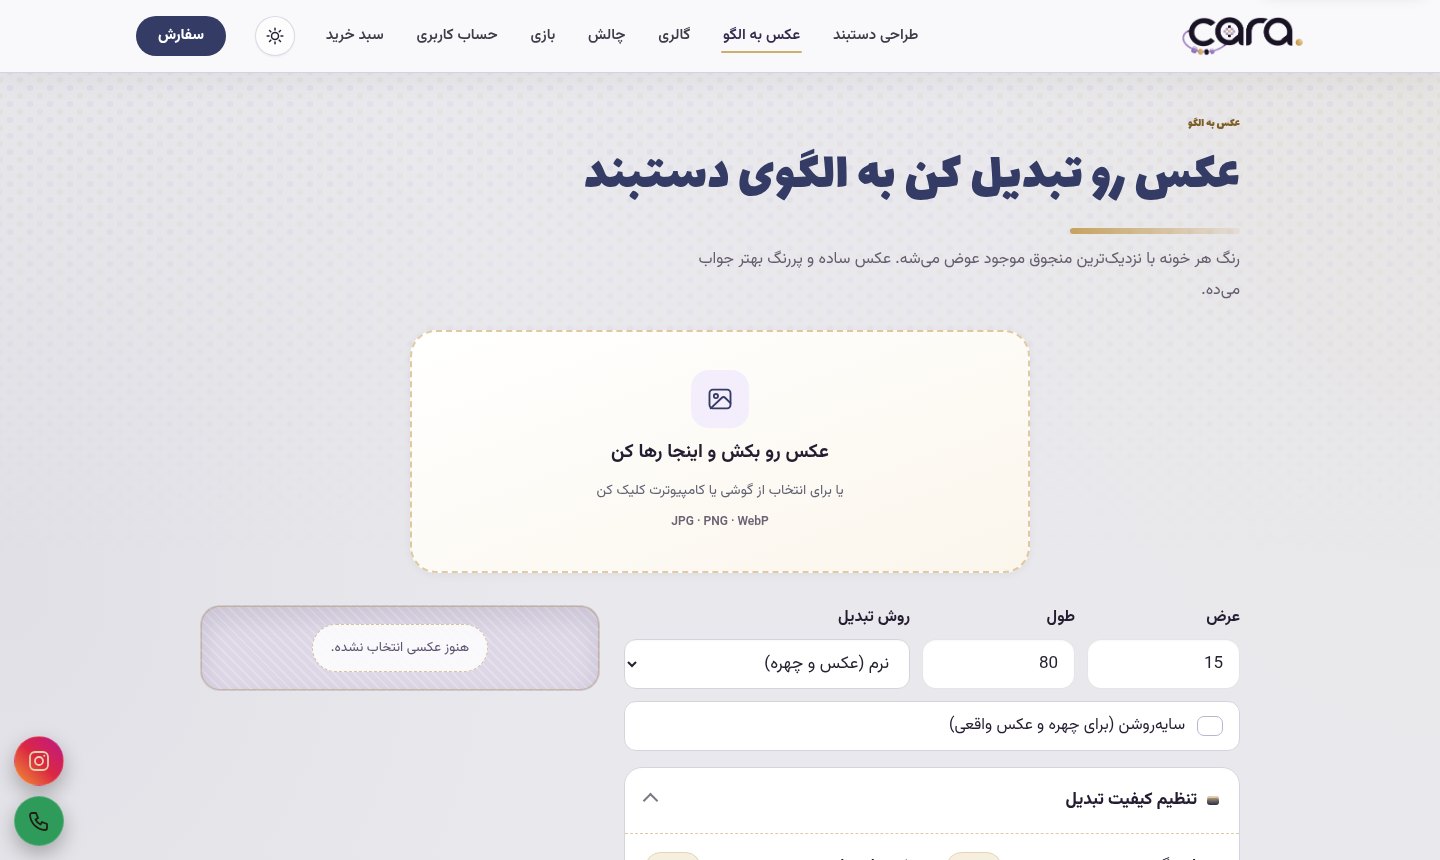 cara.
طراحی دستبند
عکس به الگو
گالری
چالش
بازی
حساب کاربری
سبد خرید
سفارش
عکس به الگو
عکس رو تبدیل کن به الگوی دستبند
رنگ هر خونه با نزدیک‌ترین منجوق موجود عوض می‌شه. عکس ساده و پررنگ بهتر جواب
می‌ده.
عکس رو بکش و اینجا رها کن
یا برای انتخاب از گوشی یا کامپیوترت کلیک کن
JPG · PNG · WebP
عرض
طول
روش تبدیل
15
80
نرم (عکس و چهره)
هنوز عکسی انتخاب نشده.
سایه‌روشن (برای چهره و عکس واقعی)
تنظیم کیفیت تبدیل